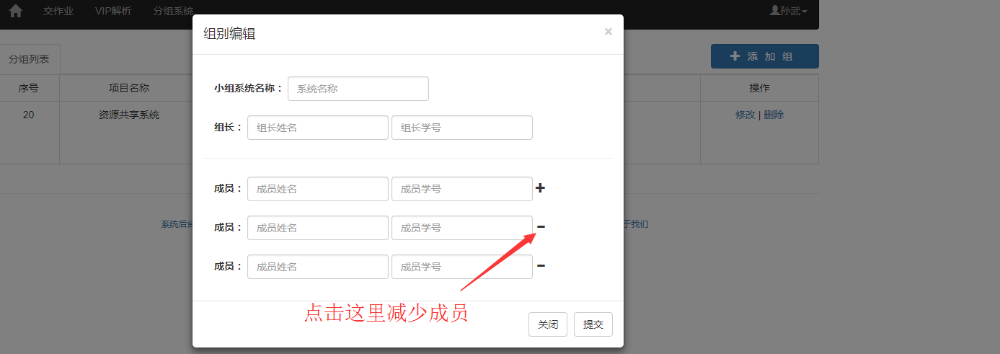 交作业 VIP解析 分组系统 孙武
组别编辑 ×
分组列表 添 加 组
序号 项目名称 操作
小组系统名称： 系统名称
20 资源共享系统 修改 | 删除
组长： 组长姓名 组长学号
成员： 成员姓名 成员学号
系统后台 于我们
成员： 成员姓名 成员学号
成员： 成员姓名 成员学号
点击这里减少成员
关闭 提交